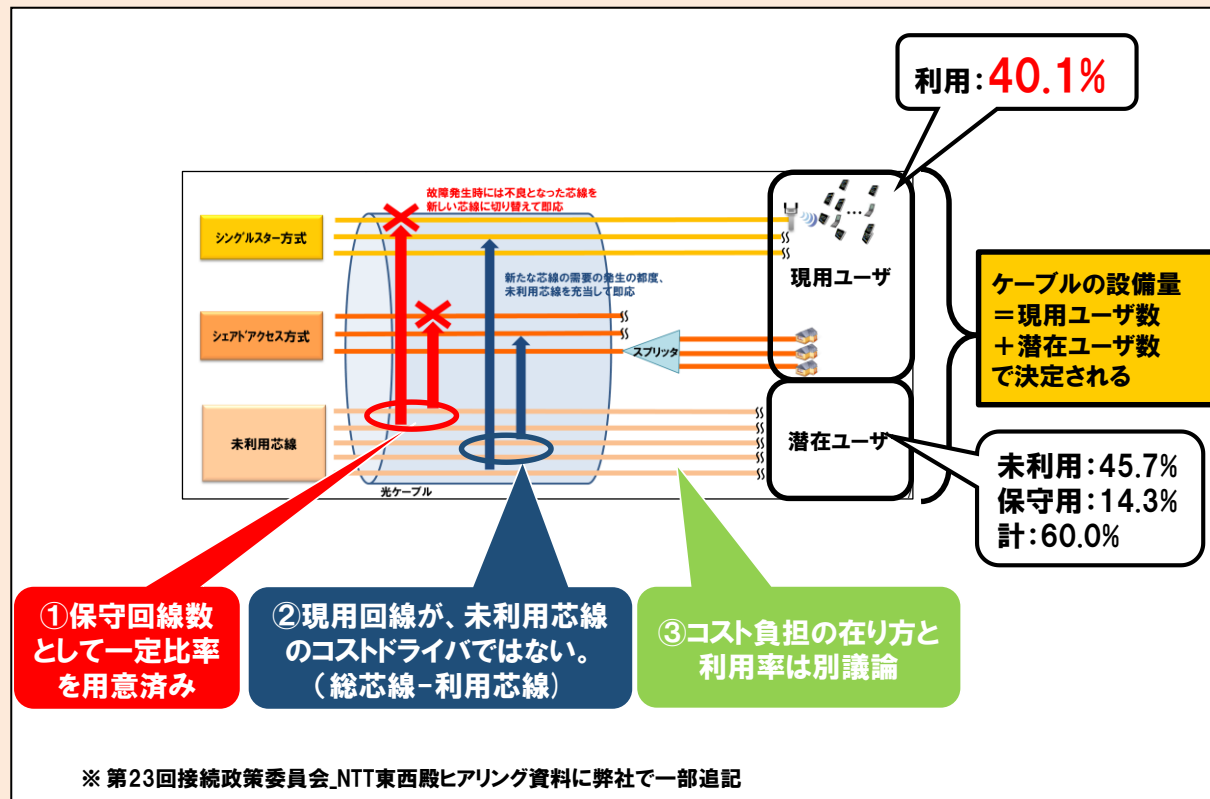 利用：40.1%
故障発生時には不良となった芯線を
新しい芯線に切り替えて即応
シングルスター方式
新たな芯線の需要の発生の都度、
未利用芯線を充当して即応
現用ユーザ
ケーブルの設備量
＝現用ユーザ数
＋潜在ユーザ数
で決定される
シェアドアクセス方式
スプリッタ
未利用芯線
潜在ユーザ
光ケーブル
未利用：45.7%
保守用：14.3%
計：60.0%
①保守回線数
として一定比率
を用意済み
②現用回線が、未利用芯線
のコストドライバではない。
（総芯線−利用芯線）
③コスト負担の在り方と
利用率は別議論
※ 第23回接続政策委員会_NTT東西殿ヒアリング資料に弊社で一部追記